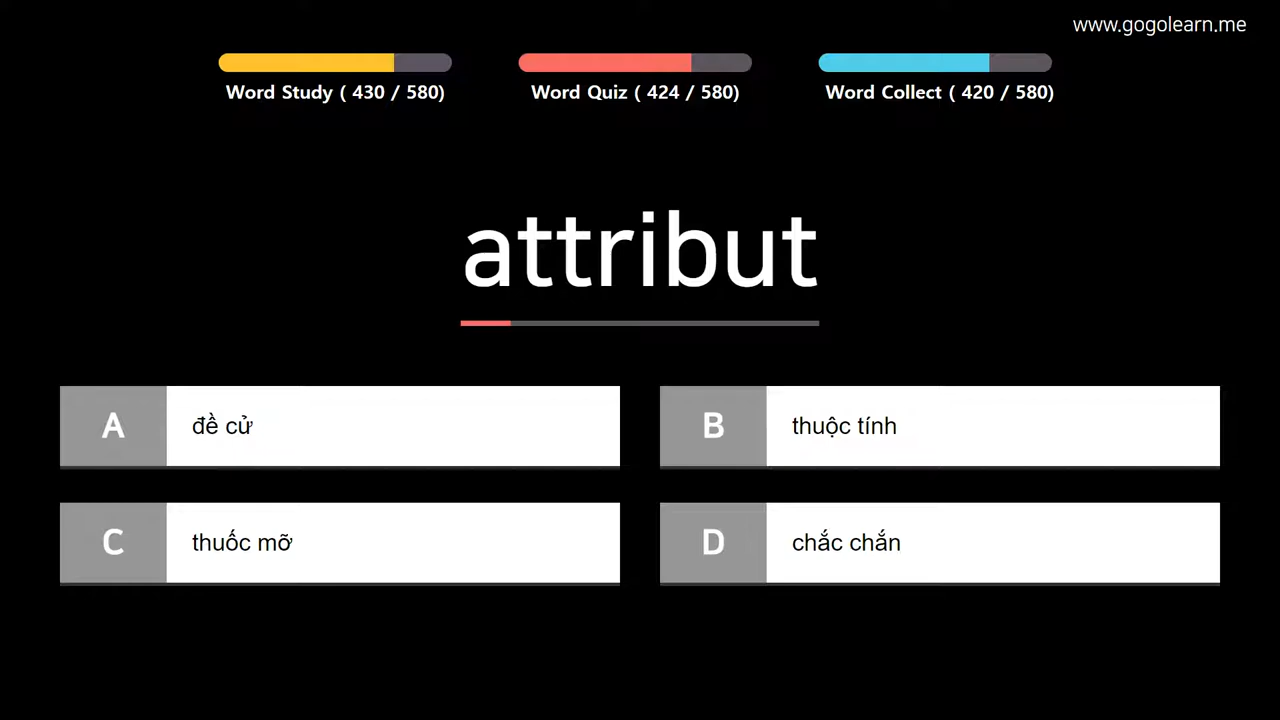 www.gogolearn.me
Word Study ( 430 / 580)
Word Quiz ( 424 / 580)
Word Collect ( 420 / 580)
attribut
A
đề cử
B
thuộc tính
C
thuốc mỡ
D
chắc chắn